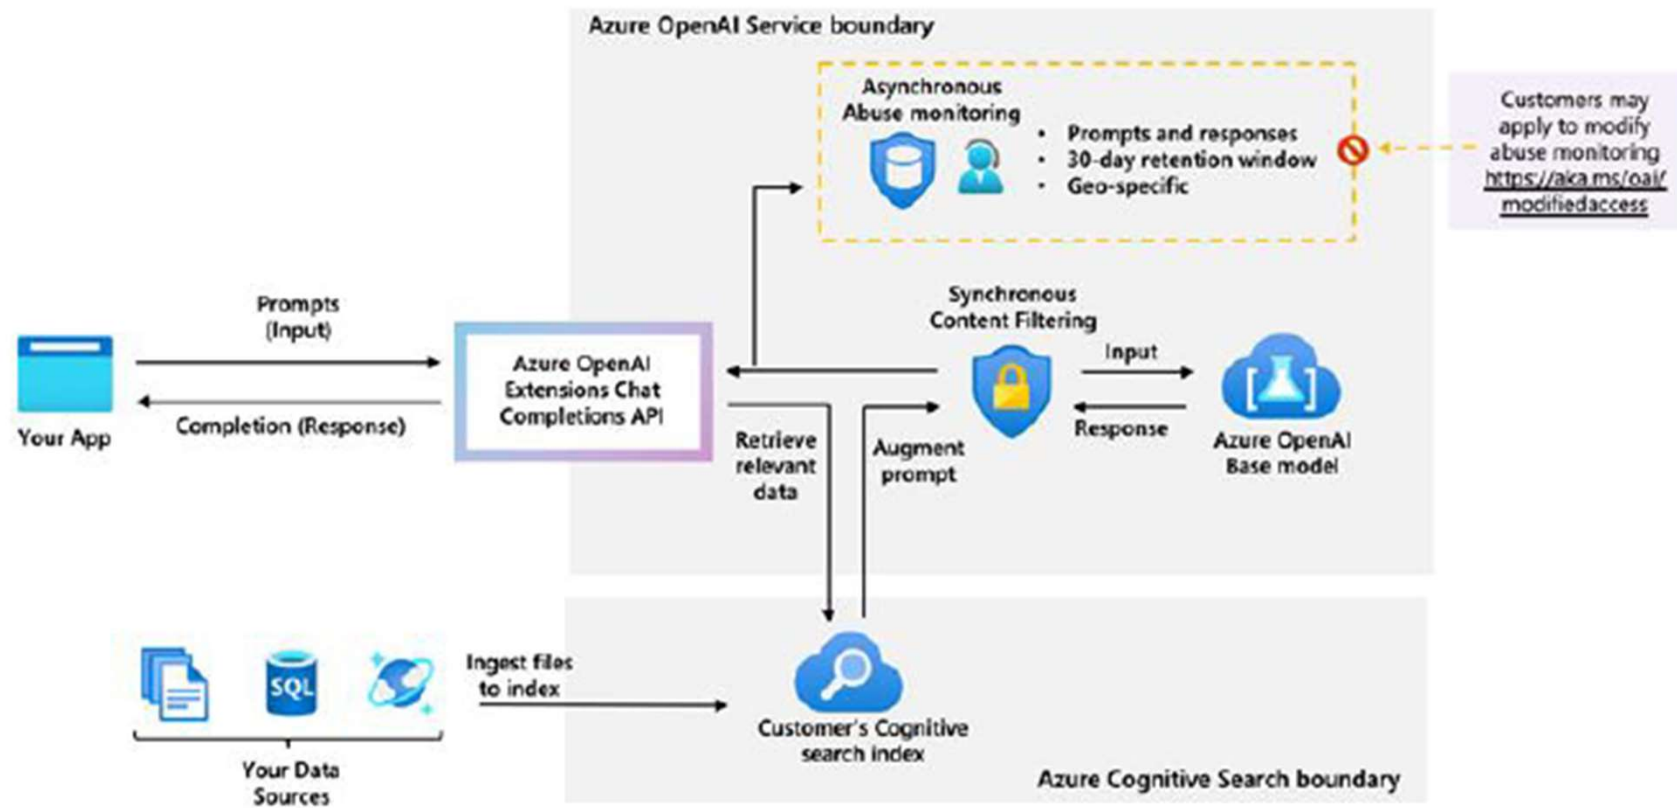 Azure OpenAI Service boundary
Asynchronous
Abuse monitoring
• Prompts and responses
• 30-day retention window
• Geo-specific
Customers may
apply to modify
abuse monitoring
https://aka.ms/oai/
modifiedaccess
Prompts
(Input)
Completion (Response)
Your App
Azure OpenAI
Extensions Chat
Completions API
Synchronous
Content Filtering
Input
Response
Azure OpenAI
Base model
Retrieve
relevant
data
Augment
prompt
SQL
Your Data
Sources
Ingest files
to index
Customer's Cognitive
search index
Azure Cognitive Search boundary